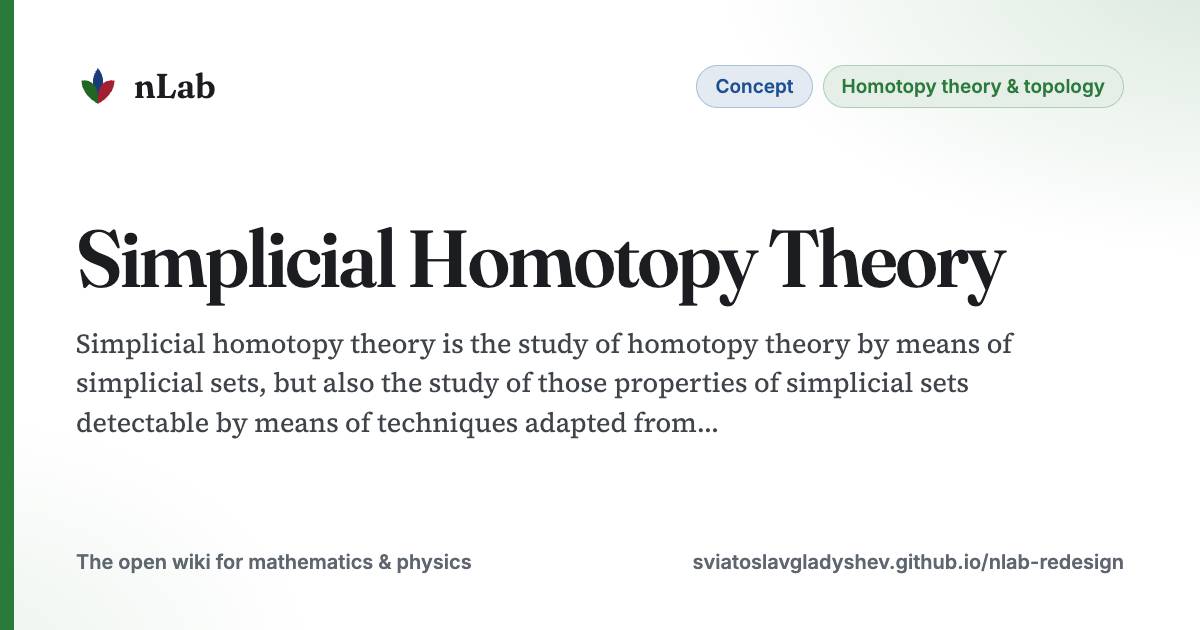 nLab
Concept
Homotopy theory & topology
Simplicial Homotopy Theory
Simplicial homotopy theory is the study of homotopy theory by means of
simplicial sets, but also the study of those properties of simplicial sets
detectable by means of techniques adapted from...
The open wiki for mathematics & physics
sviatoslavgladyshev.github.io/nlab-redesign